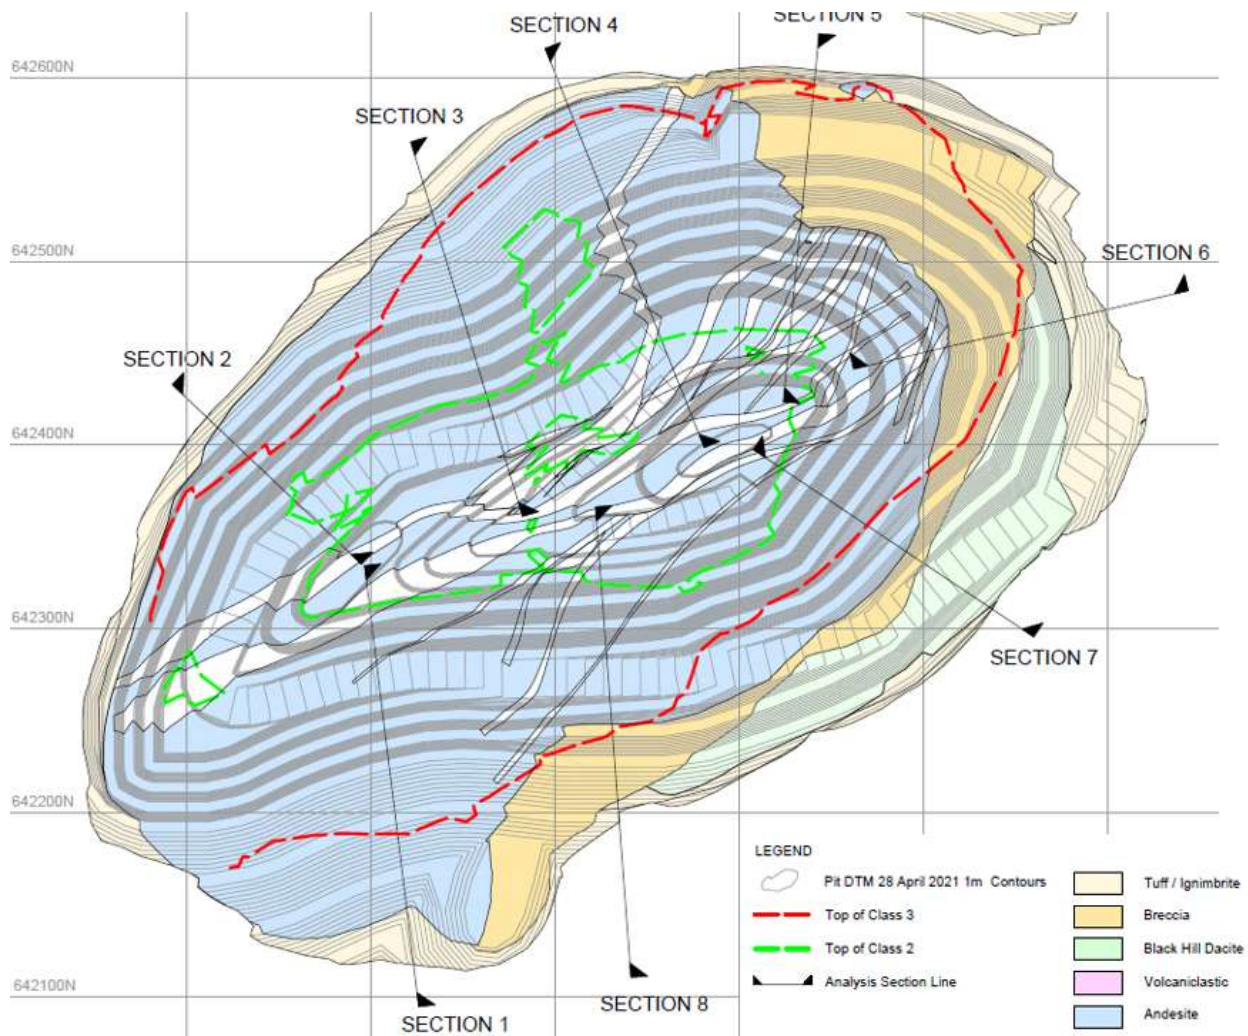 SECTION 4
SECTION 5
642600N
SECTION 3
642500N
SECTION 6
SECTION 2
642400N
642300N
SECTION 7
642200N
LEGEND
Pit DTM 28 April 2021 1m Contours
Tuff / Ignimbrite
Top of Class 3
Breccia
Top of Class 2
Black Hill Dacite
Analysis Section Line
Volcaniclastic
642100N
SECTION 8
SECTION 1
Andesite